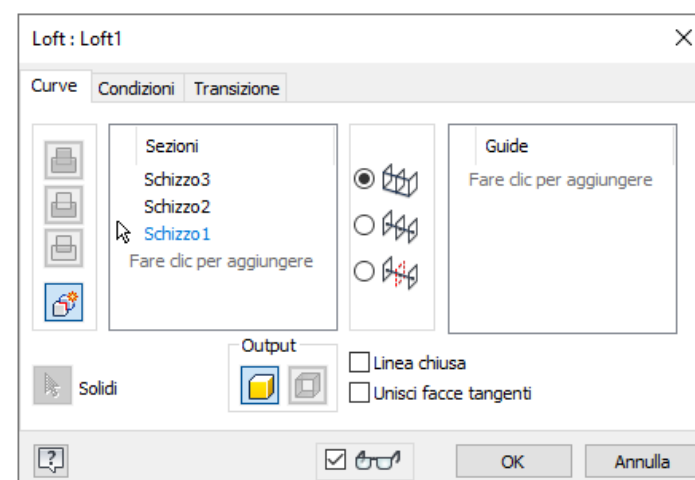 Loft : Loft1
Curve Condizioni Transizione
Sezioni
Schizzo3
Schizzo2
Schizzo1
Fare clic per aggiungere
Guide
Fare clic per aggiungere
Solidi
Output
Linea chiusa
Unisci facce tangenti
OK
Annulla